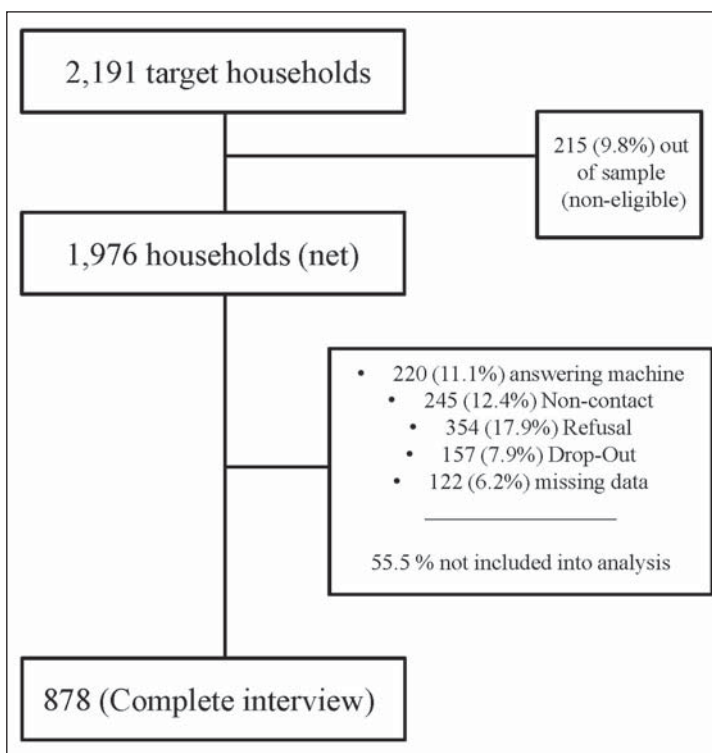 2,191 target households
215 (9.8%) out
of sample
(non-eligible)
1,976 households (net)
• 220 (11.1%) answering machine
• 245 (12.4%) Non-contact
• 354 (17.9%) Refusal
• 157 (7.9%) Drop-Out
• 122 (6.2%) missing data
55.5 % not included into analysis
878 (Complete interview)